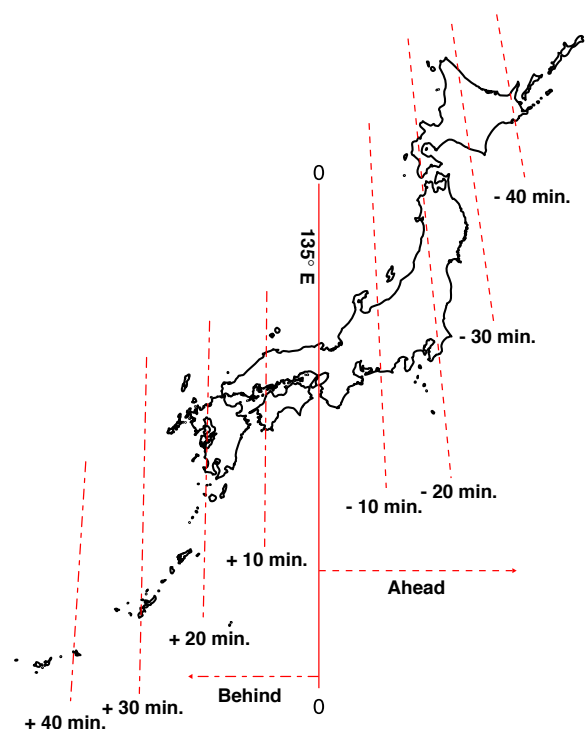 0
135° E
- 40 min.
- 30 min.
- 20 min.
- 10 min.
+ 10 min.
Ahead
+ 20 min.
Behind
+ 30 min.
0
+ 40 min.